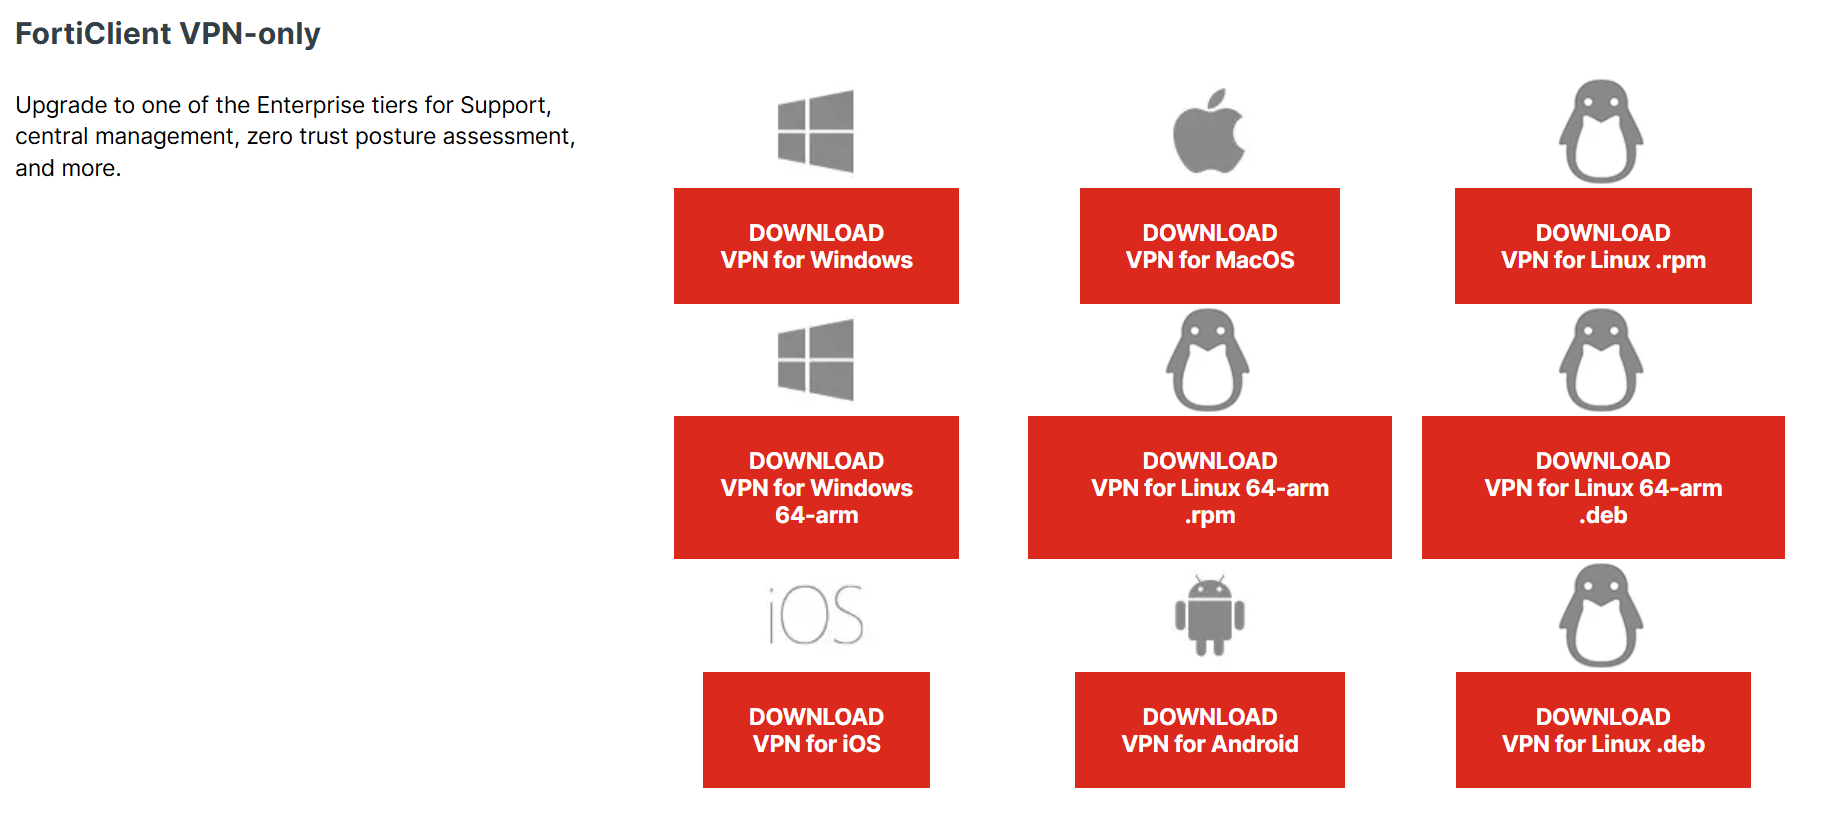 FortiClient VPN-only
Upgrade to one of the Enterprise tiers for Support,
central management, zero trust posture assessment,
and more.
DOWNLOAD
VPN for Windows
DOWNLOAD
VPN for MacOS
DOWNLOAD
VPN for Linux .rpm
DOWNLOAD
VPN for Windows
64-arm
DOWNLOAD
VPN for Linux 64-arm
.rpm
DOWNLOAD
VPN for Linux 64-arm
.deb
iOS
DOWNLOAD
VPN for iOS
DOWNLOAD
VPN for Android
DOWNLOAD
VPN for Linux .deb